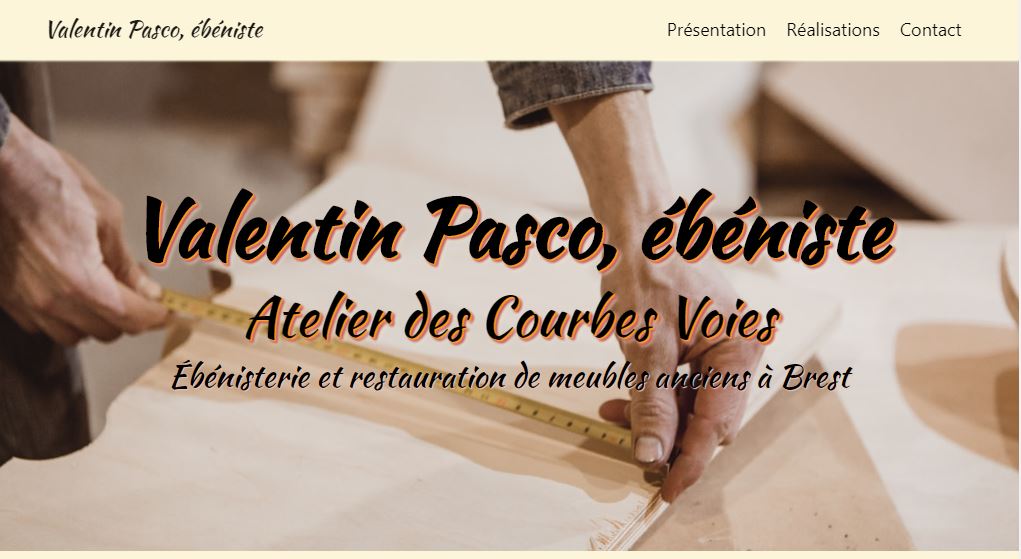 Valentin Pasco, ébéniste
Présentation Réalisations Contact
Valentin Pasco, ébéniste
Atelier des Courbes Voies
Ébénisterie et restauration de meubles anciens à Brest